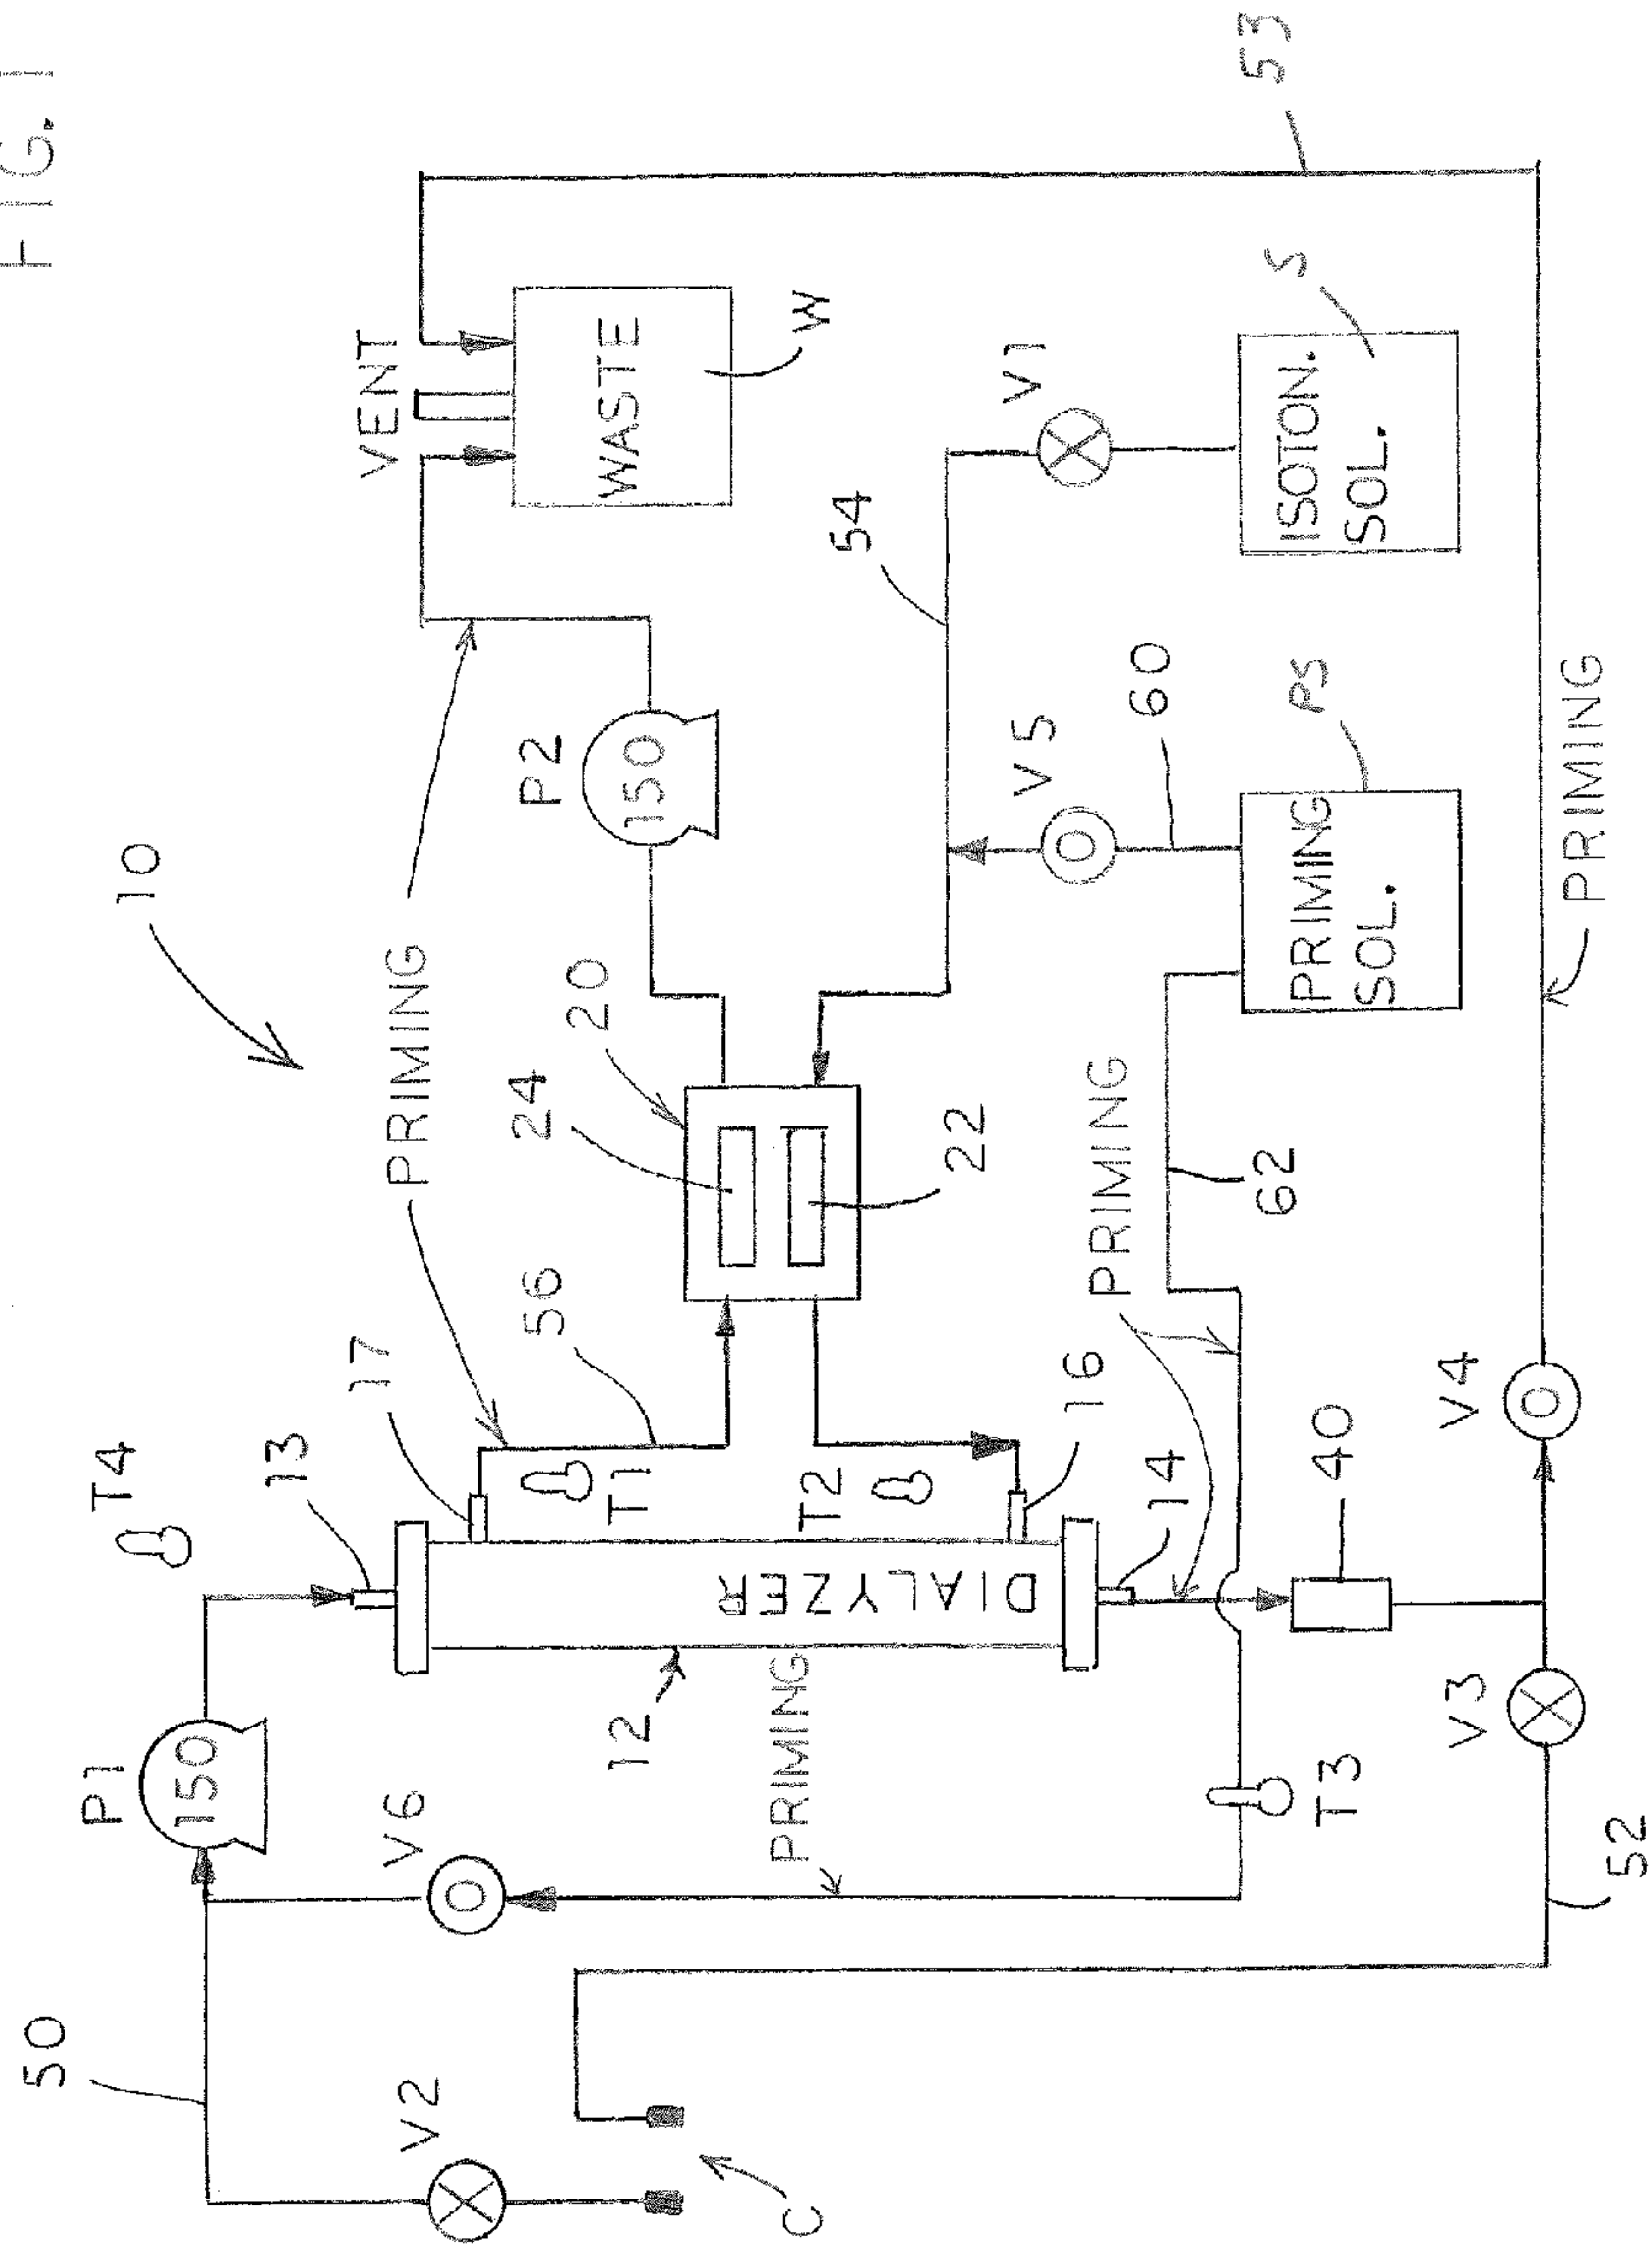 FIG. 1
10
50
P1
150
T4
13
17
PRIMING
VENT
V2
V6
56
24
20
P2
150
WASTE
W
53
C
12
DIALYZER
T1
T2
22
54
V1
PRIMING
16
14
PRIMING
V5
60
ISOTON.
SOL.
S
T3
40
62
PRIMING
SOL.
PS
V3
V4
52
PRIMING